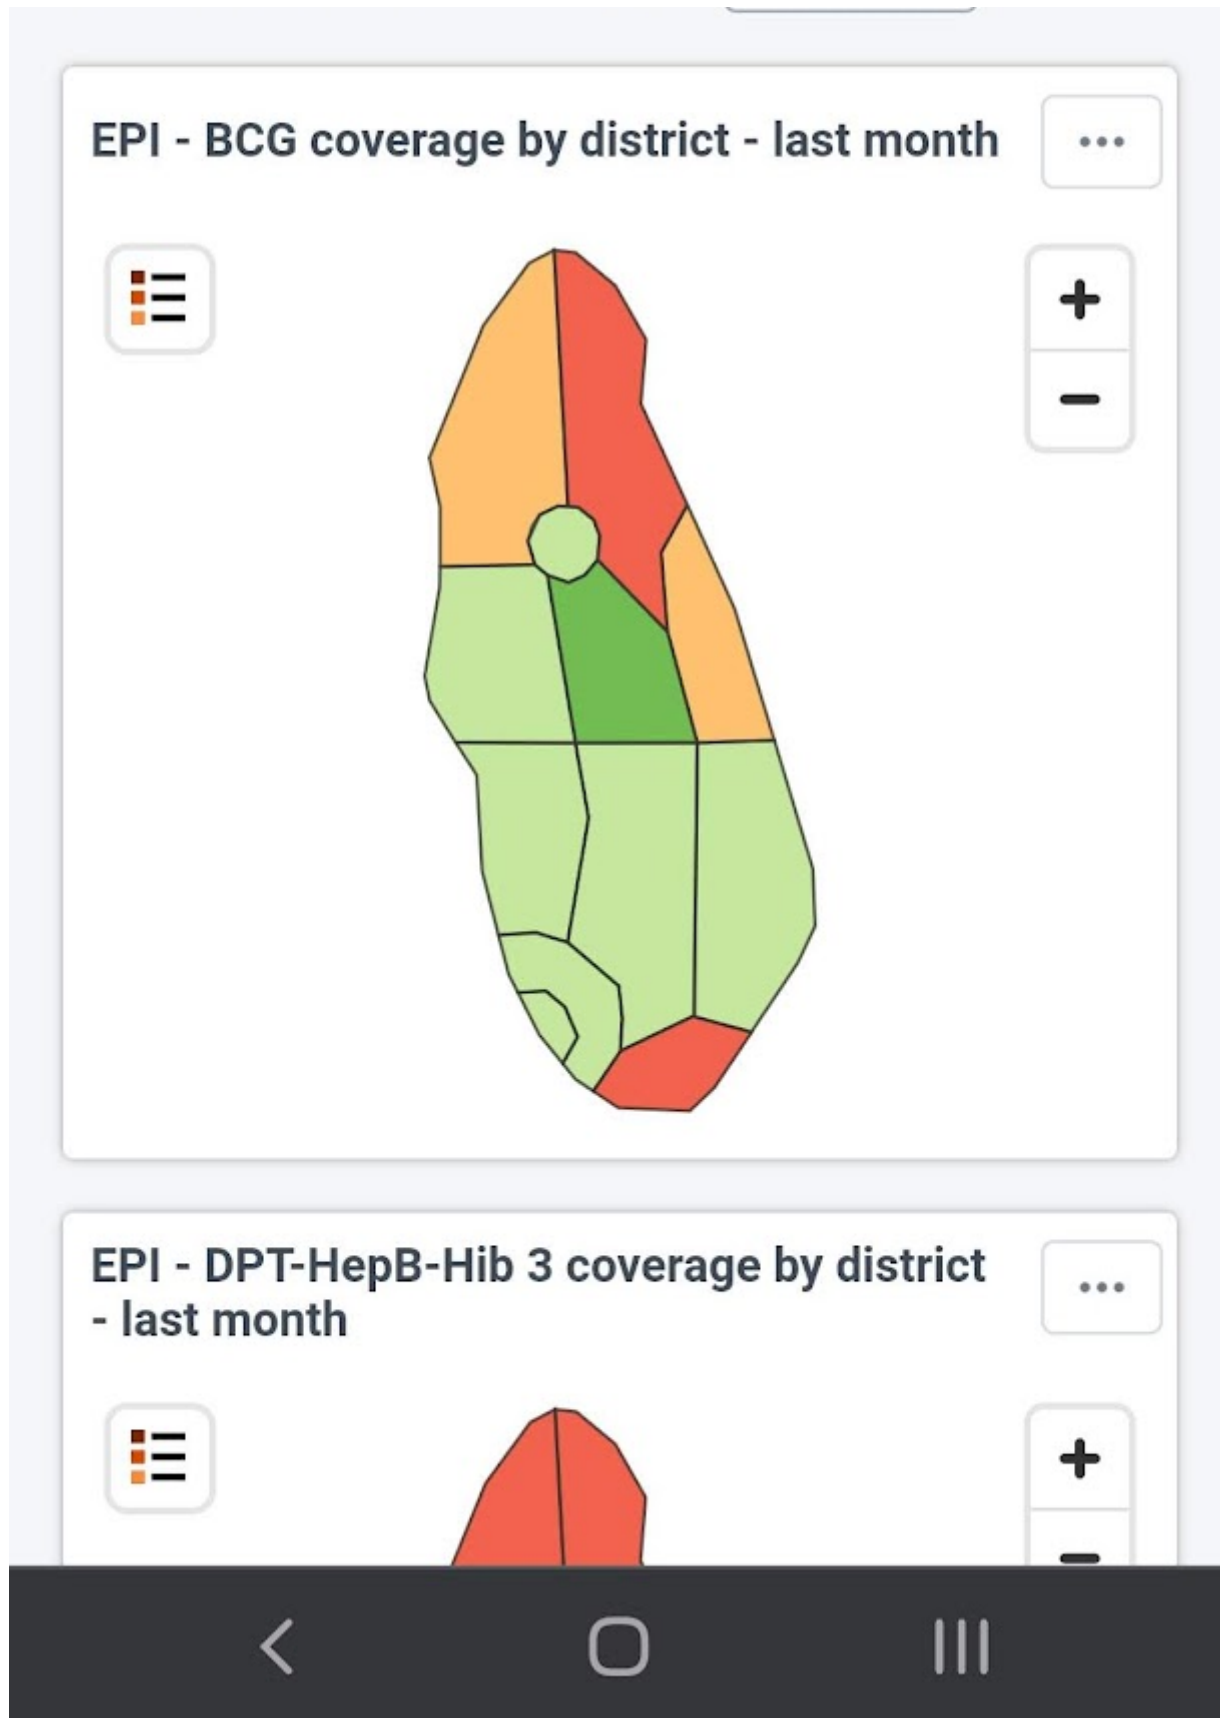 EPI - BCG coverage by district - last month
EPI - DPT-HepB-Hib 3 coverage by district
- last month